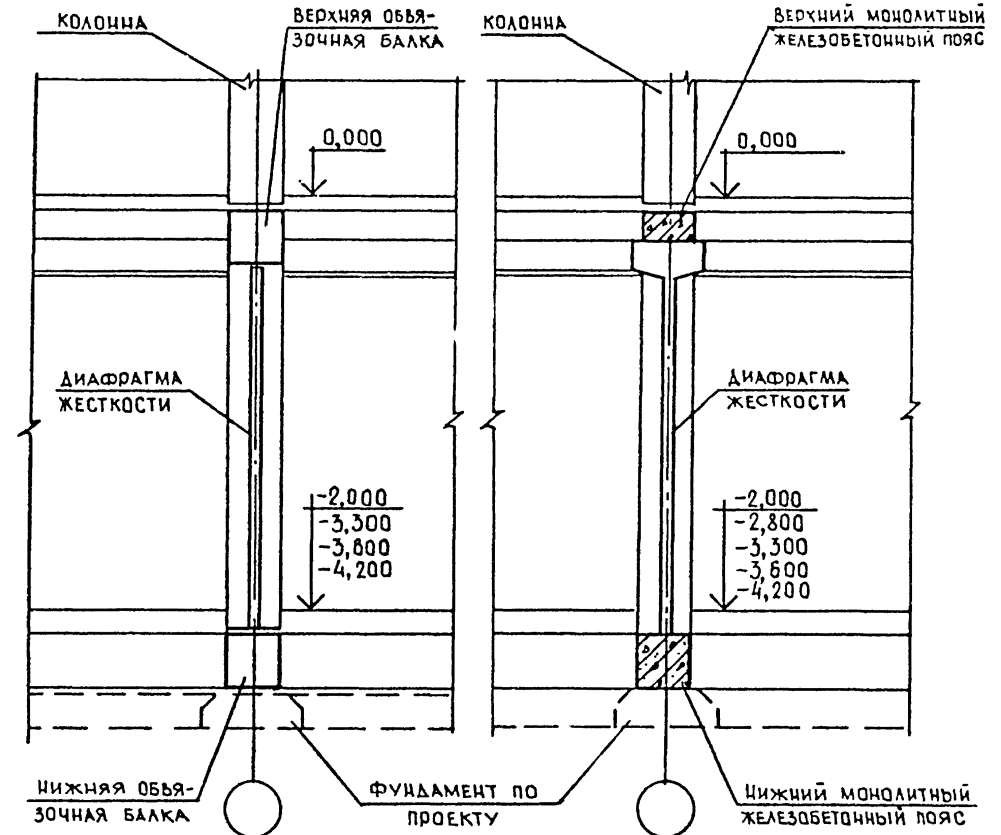 КОЛОННА
ВЕРХНЯЯ ОБВЯ-
ЗОЧНАЯ БАЛКА
КОЛОННА
ВЕРХНИЙ МОНОЛИТНЫЙ
ЖЕЛЕЗОБЕТОННЫЙ ПОЯС
0,000
0,000
ДИАФРАГМА
ЖЕСТКОСТИ
ДИАФРАГМА
ЖЕСТКОСТИ
-2,000
-3,300
-3,600
-4,200
-2,000
-2,800
-3,300
-3,600
-4,200
НИЖНЯЯ ОБВЯ-
ЗОЧНАЯ БАЛКА
ФУНДАМЕНТ ПО
ПРОЕКТУ
НИЖНИЙ МОНОЛИТНЫЙ
ЖЕЛЕЗОБЕТОННЫЙ ПОЯС